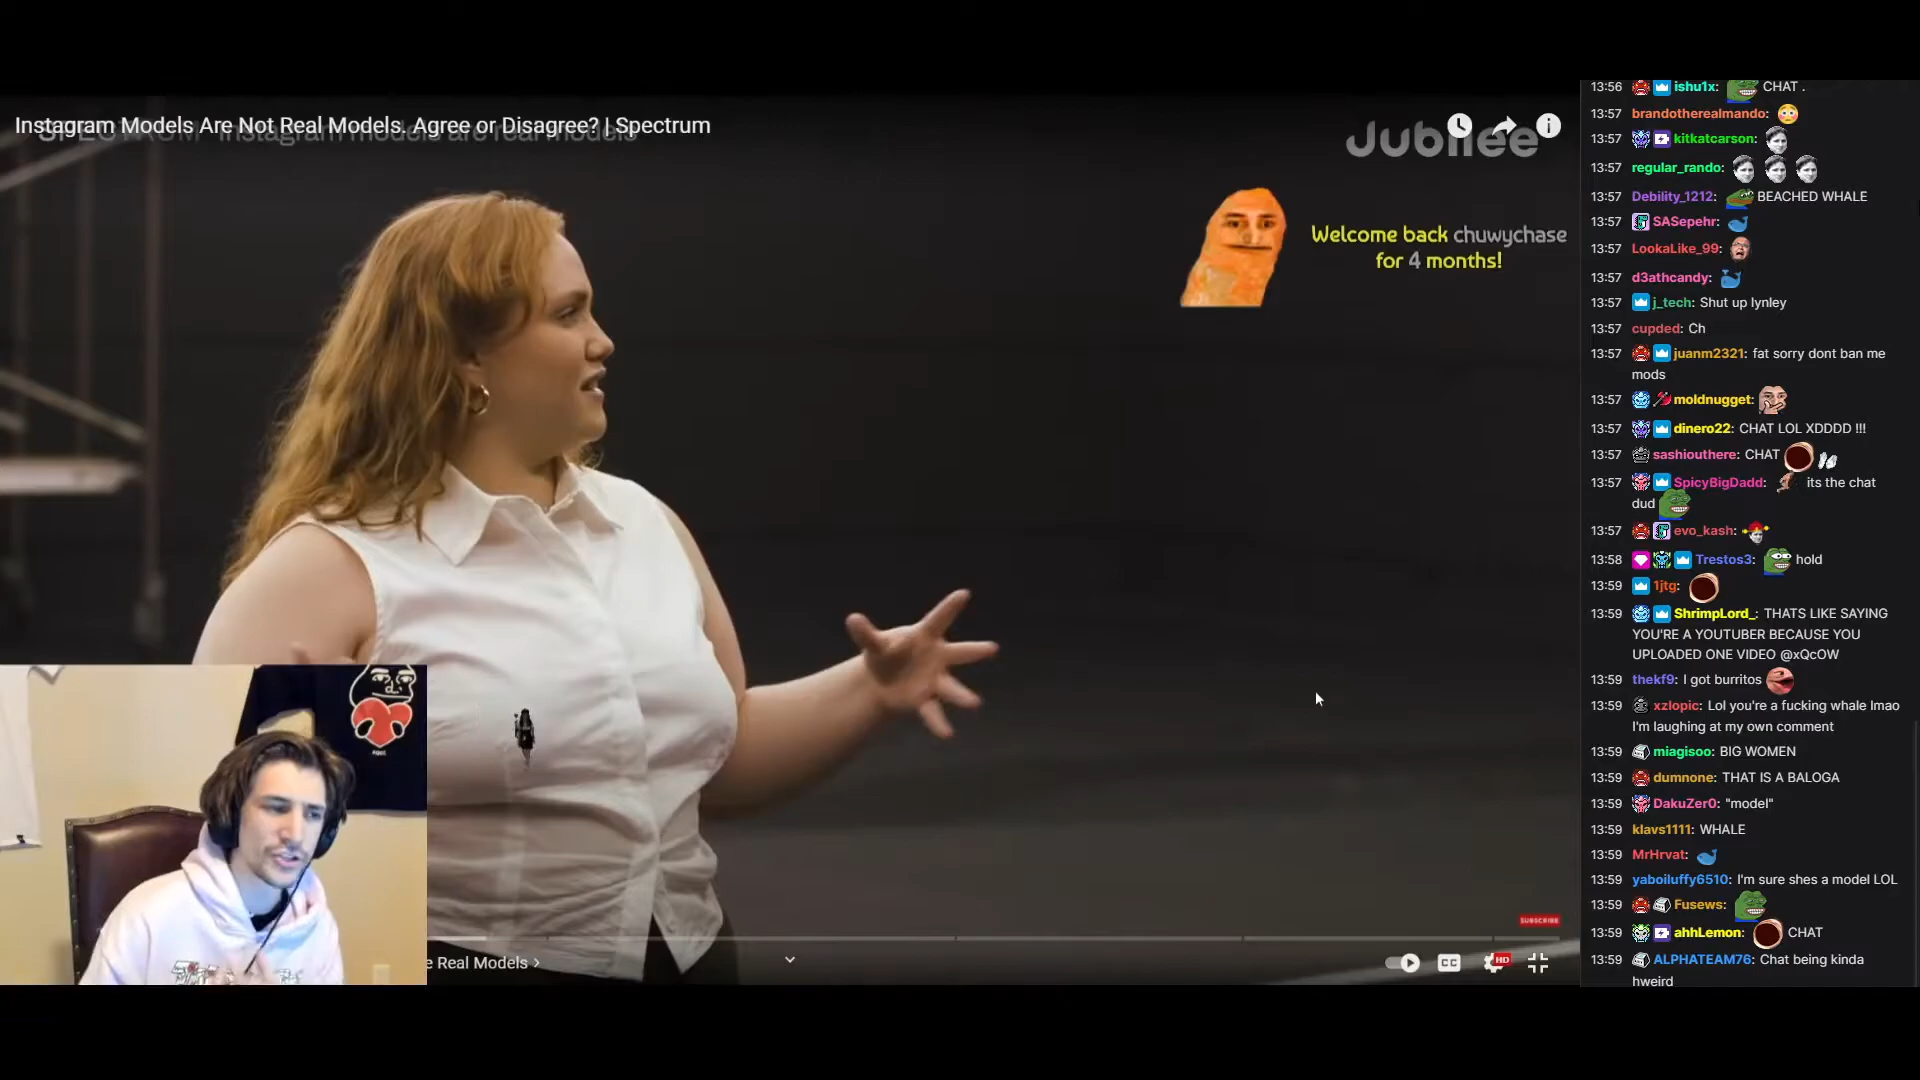 Instagram Models Are Not Real Models. Agree or Disagree? | Spectrum
SPECTRUM Instagram models are real models
Jubilee
Welcome back chuwychase
for 4 months!
SUBSCRIBE
e Real Models ›
CC
HD
13:56 ishu1x: CHAT .
13:57 brandotherealmando:
13:57 kitkatcarson:
13:57 regular_rando:
13:57 Debility_1212: BEACHED WHALE
13:57 SASepehr:
13:57 LookaLike_99:
13:57 d3athcandy:
13:57 j_tech: Shut up lynley
13:57 cupded: Ch
13:57 juanm2321: fat sorry dont ban me
mods
13:57 moldnugget:
13:57 dinero22: CHAT LOL XDDDD !!!
13:57 sashiouthere: CHAT
13:57 SpicyBigDadd: its the chat
dud
13:57 evo_kash:
13:58 Trestos3: hold
13:59 1jtg:
13:59 ShrimpLord_: THATS LIKE SAYING
YOU'RE A YOUTUBER BECAUSE YOU
UPLOADED ONE VIDEO @xQcOW
13:59 thekf9: I got burritos
13:59 xzlopic: Lol you're a fucking whale lmao
I'm laughing at my own comment
13:59 miagisoo: BIG WOMEN
13:59 dumnone: THAT IS A BALOGA
13:59 DakuZer0: "model"
13:59 klavs1111: WHALE
13:59 MrHrvat:
13:59 yaboiluffy6510: I'm sure shes a model LOL
13:59 Fusews:
13:59 ahhLemon: CHAT
13:59 ALPHATEAM76: Chat being kinda
hweird